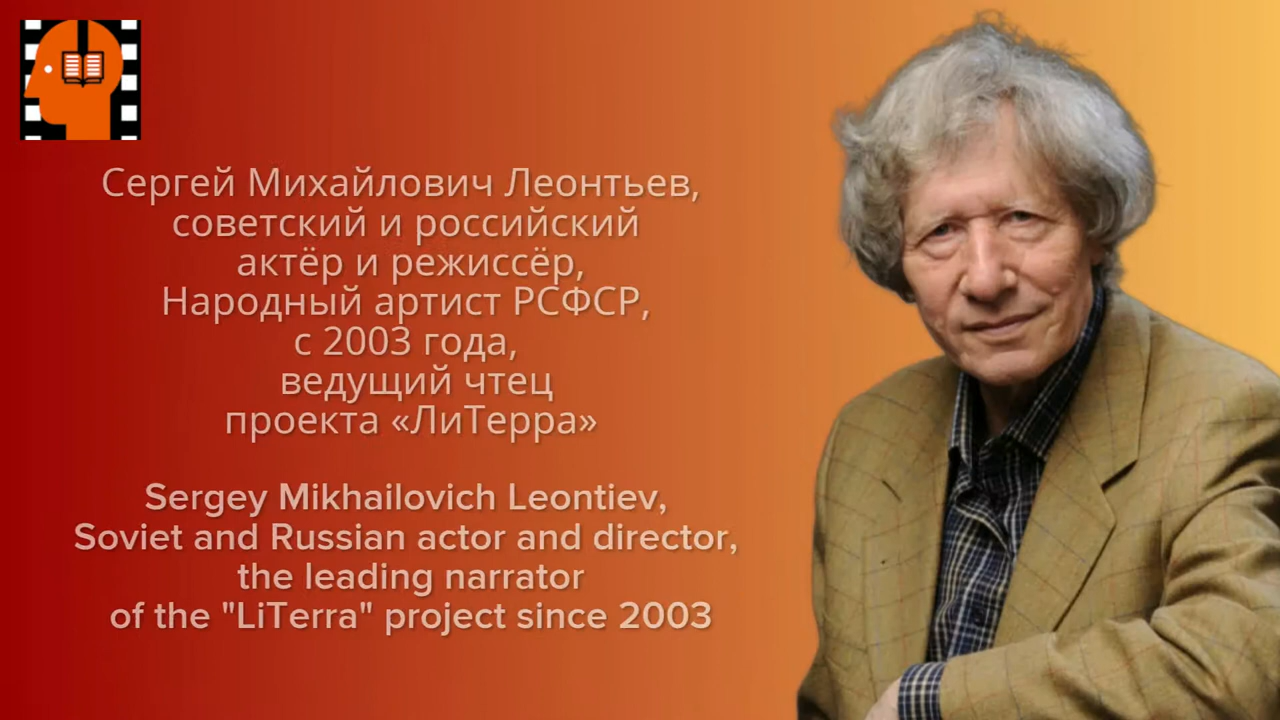 Сергей Михайлович Леонтьев,
советский и российский
актёр и режиссёр,
Народный артист РСФСР,
с 2003 года,
ведущий чтец
проекта «ЛиТерра»
Sergey Mikhailovich Leontiev,
Soviet and Russian actor and director,
the leading narrator
of the "LiTerra" project since 2003